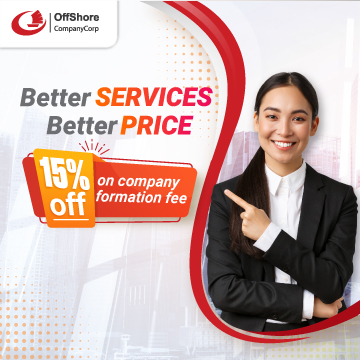 OffShore
CompanyCorp
Better SERVICES
Better PRICE
15%
off
on company
formation fee